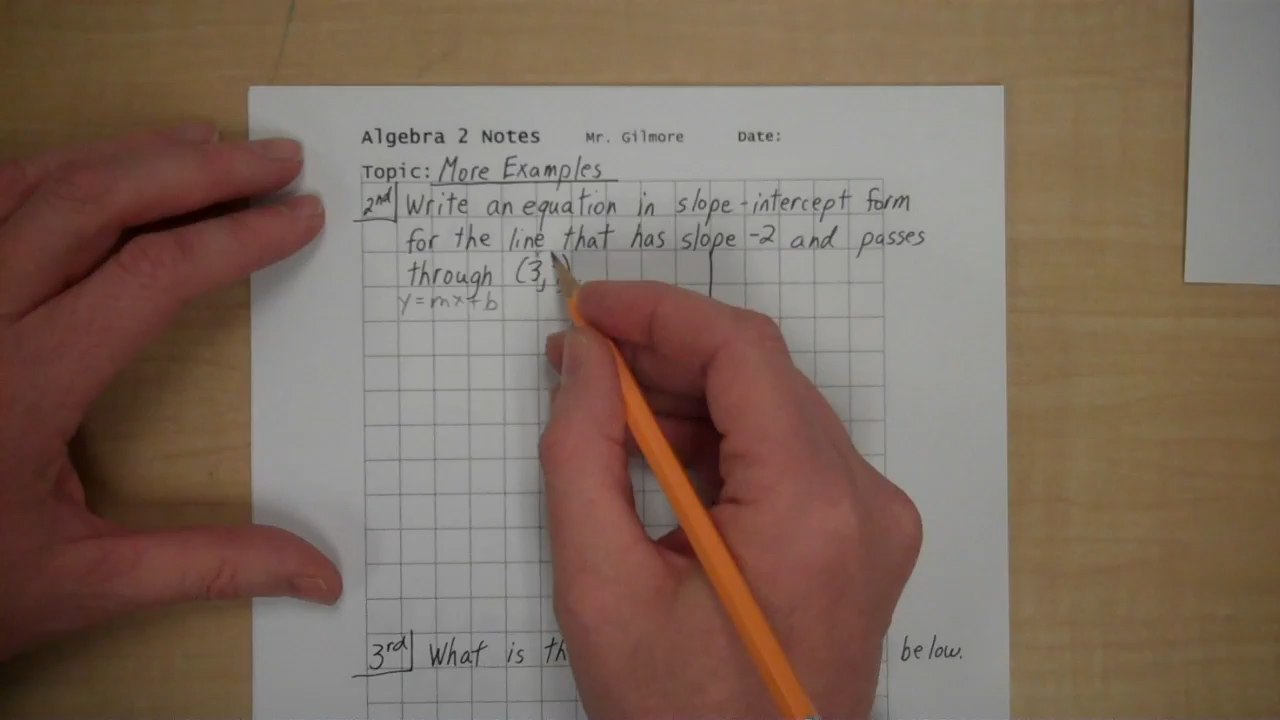 Algebra 2 Notes Mr. Gilmore Date:
Topic: More Examples
2nd Write an equation in slope-intercept form
for the line that has slope -2 and passes
through (3,
y=mx+b
3rd What is below.